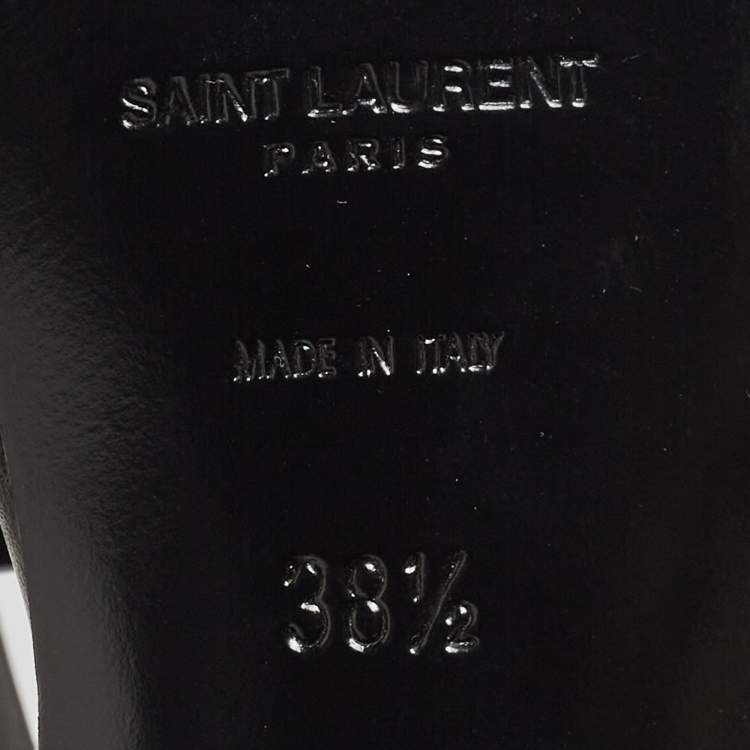 SAINT LAURENT
PARIS
MADE IN ITALY
38½